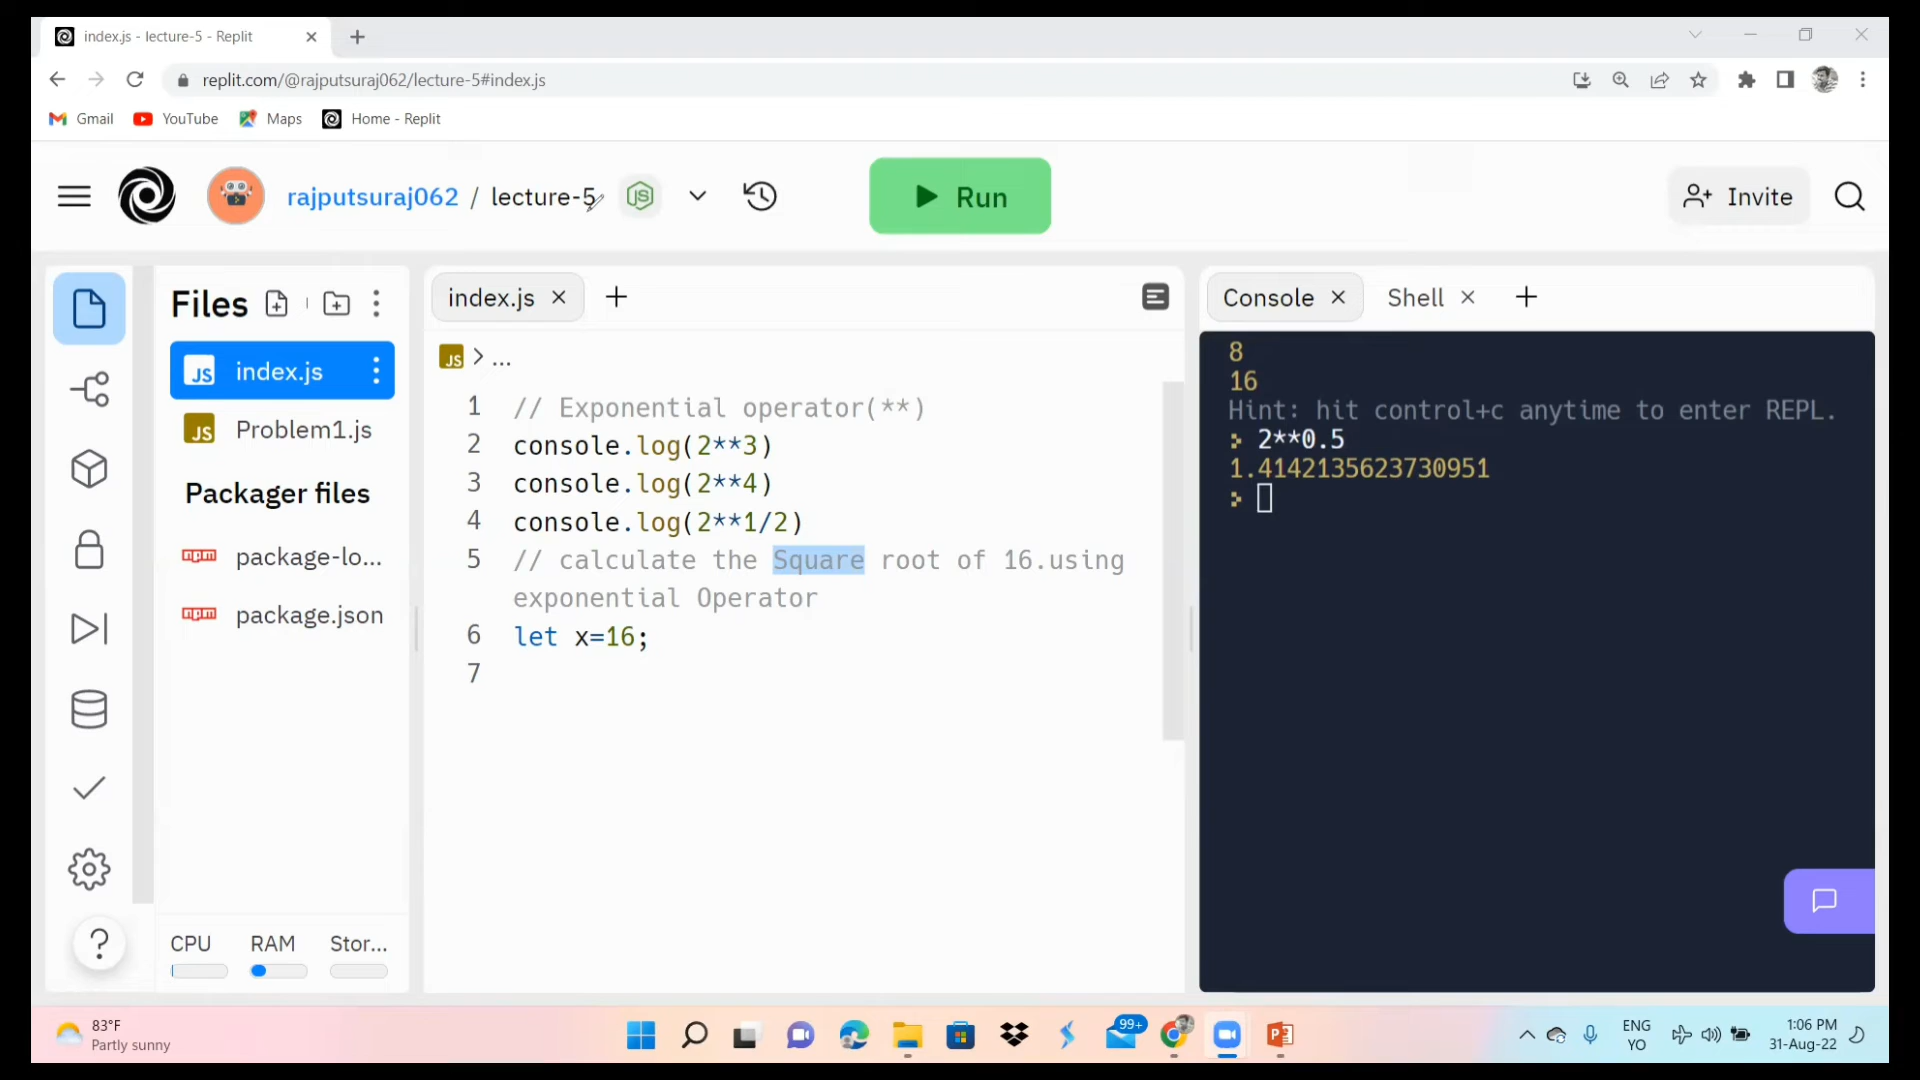 index.js - lecture-5 - Replit
replit.com/@rajputsuraj062/lecture-5#index.js
Gmail YouTube Maps Home - Replit
rajputsuraj062 / lecture-5
Run
Invite
Files
index.js
Problem1.js
Packager files
package-lo...
package.json
CPU RAM Stor...
index.js
JS > ...
1 // Exponential operator(**)
2 console.log(2**3)
3 console.log(2**4)
4 console.log(2**1/2)
5 // calculate the Square root of 16.using
exponential Operator
6 let x=16;
7
Console Shell
8
16
Hint: hit control+c anytime to enter REPL.
2**0.5
1.4142135623730951
83°F
Partly sunny
99+
ENG
YO
1:06 PM
31-Aug-22